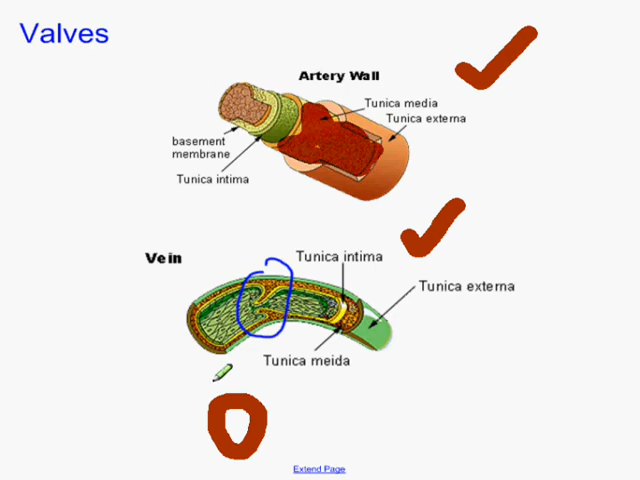 Valves
Artery Wall
Tunica media
Tunica externa
basement
membrane
Tunica intima
Vein
Tunica intima
Tunica externa
Tunica meida
Extend Page